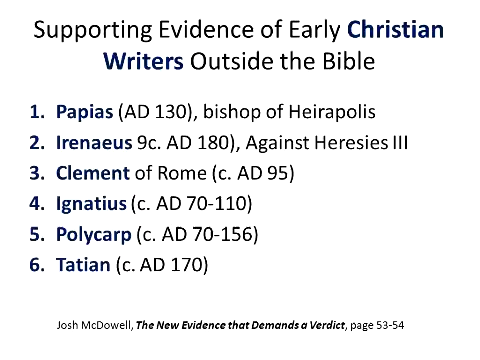 Supporting Evidence of Early Christian
Writers Outside the Bible
1. Papias (AD 130), bishop of Heirapolis
2. Irenaeus 9c. AD 180), Against Heresies III
3. Clement of Rome (c. AD 95)
4. Ignatius (c. AD 70-110)
5. Polycarp (c. AD 70-156)
6. Tatian (c. AD 170)
Josh McDowell, The New Evidence that Demands a Verdict, page 53-54